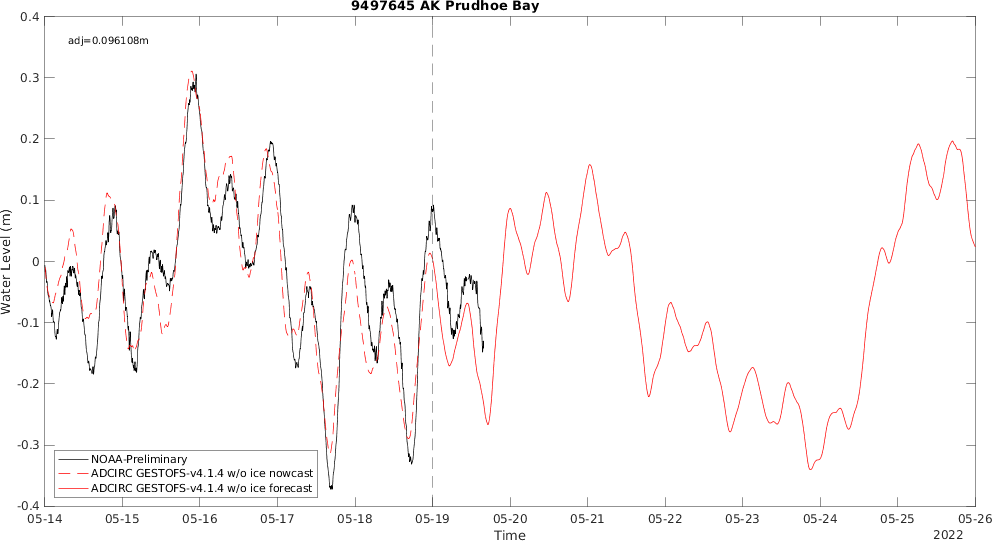 9497645 AK Prudhoe Bay
adj=0.096108m
Water Level (m)
0.4
0.3
0.2
0.1
0
-0.1
-0.2
-0.3
-0.4
NOAA-Preliminary
ADCIRC GESTOFS-v4.1.4 w/o ice nowcast
ADCIRC GESTOFS-v4.1.4 w/o ice forecast
05-14 05-15 05-16 05-17 05-18 05-19 05-20 05-21 05-22 05-23 05-24 05-25 05-26
Time
2022